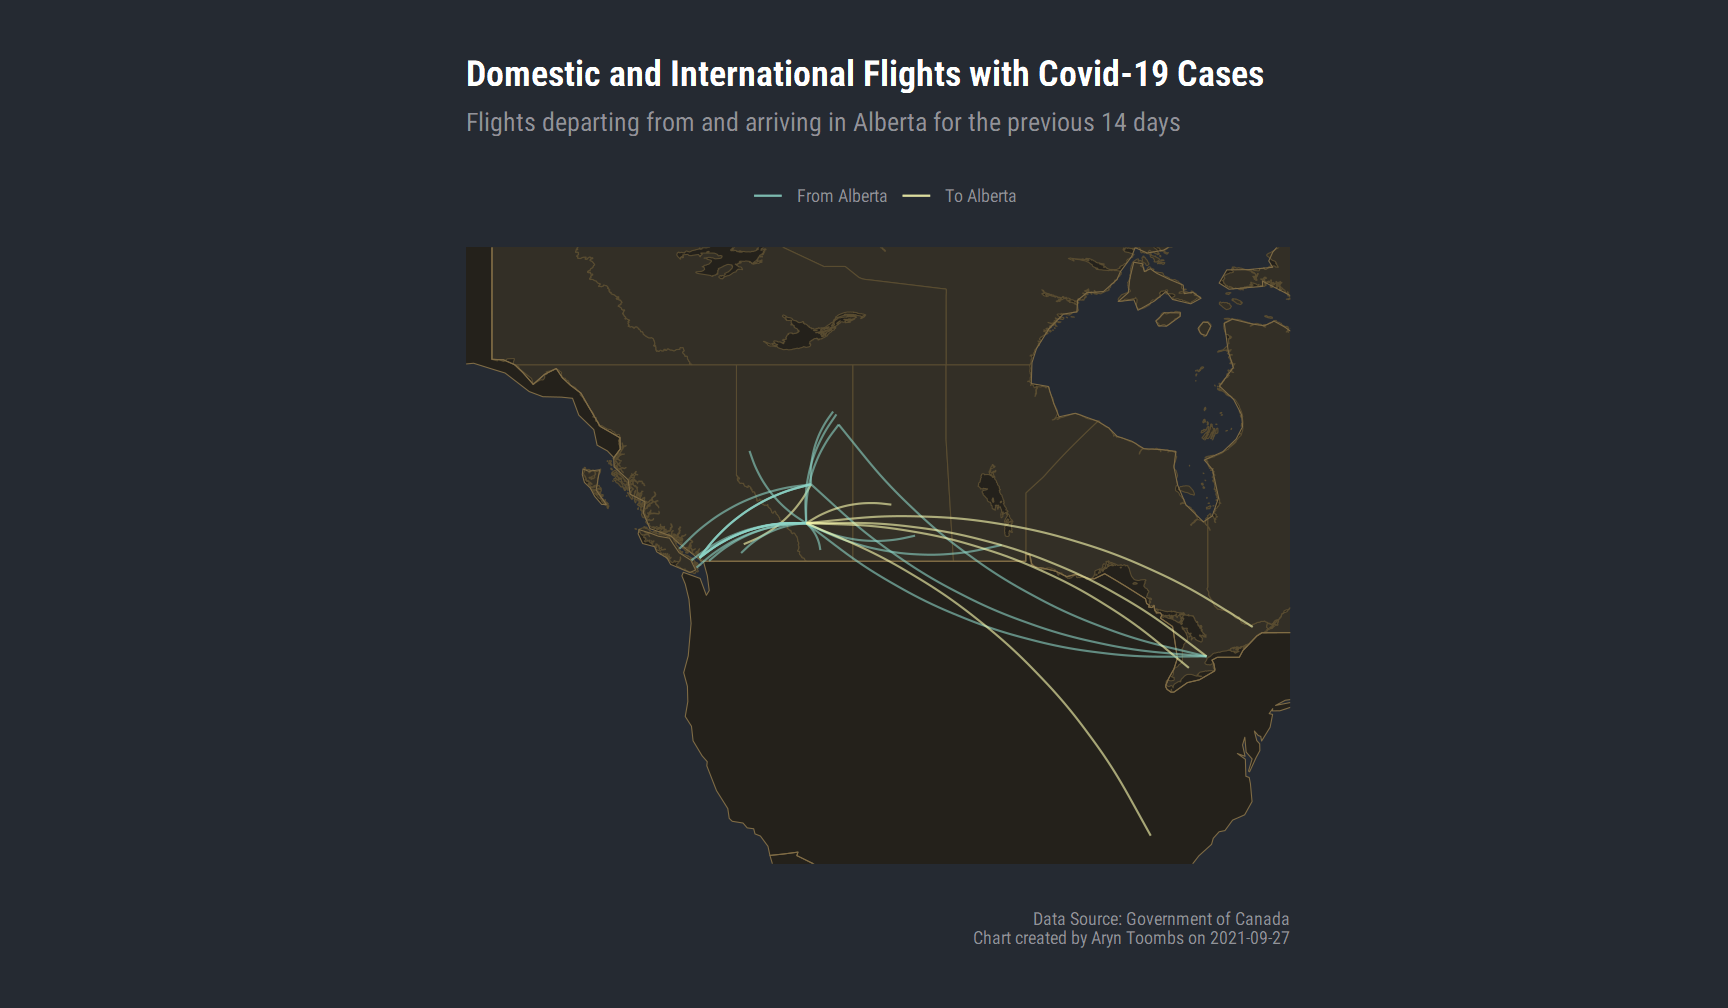 Domestic and International Flights with Covid-19 Cases
Flights departing from and arriving in Alberta for the previous 14 days
From Alberta To Alberta
Data Source: Government of Canada
Chart created by Aryn Toombs on 2021-09-27